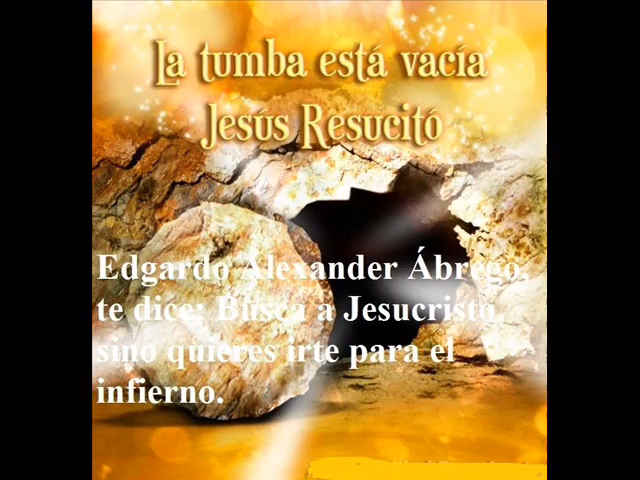 La tumba está vacía
Jesús Resucitó
Edgardo Alexander Ábrego,
te dice: Busca a Jesucristo,
sino quieres irte para el
infierno.